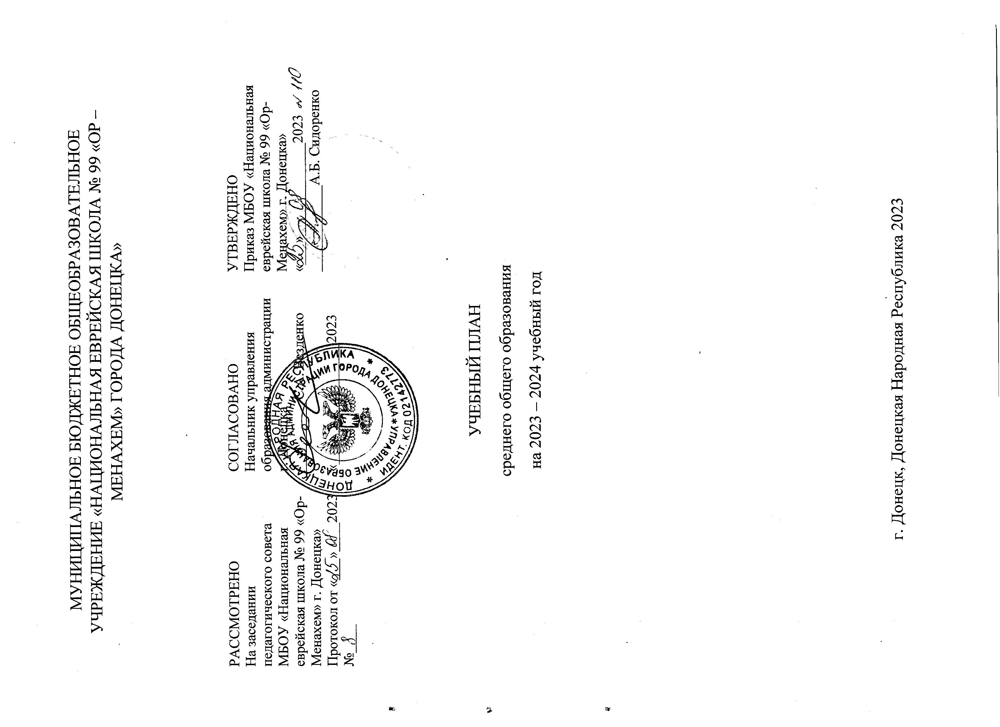 МУНИЦИПАЛЬНОЕ БЮДЖЕТНОЕ ОБЩЕОБРАЗОВАТЕЛЬНОЕ
УЧРЕЖДЕНИЕ «НАЦИОНАЛЬНАЯ ЕВРЕЙСКАЯ ШКОЛА № 99 «ОР –
МЕНАХЕМ» ГОРОДА ДОНЕЦКА»
РАССМОТРЕНО
На заседании
педагогического совета
МБОУ «Национальная
еврейская школа № 99 «Ор-
Менахем» г. Донецка»
Протокол от «25» 08 2023
№ 8
СОГЛАСОВАНО
Начальник управления
образования администрации
г. Донецка
2023
ДОНЕЦКАЯ НАРОДНАЯ РЕСПУБЛИКА
* ИДЕНТ. КОД 02142773 *
УПРАВЛЕНИЕ ОБРАЗОВАНИЯ АДМИНИСТРАЦИИ ГОРОДА ДОНЕЦКА*
УТВЕРЖДЕНО
Приказ МБОУ «Национальная
еврейская школа № 99 «Ор-
Менахем» г. Донецка»
«25» 08 2023 № 110
А.Б. Сидоренко
УЧЕБНЫЙ ПЛАН
среднего общего образования
на 2023 – 2024 учебный год
г. Донецк, Донецкая Народная Республика 2023